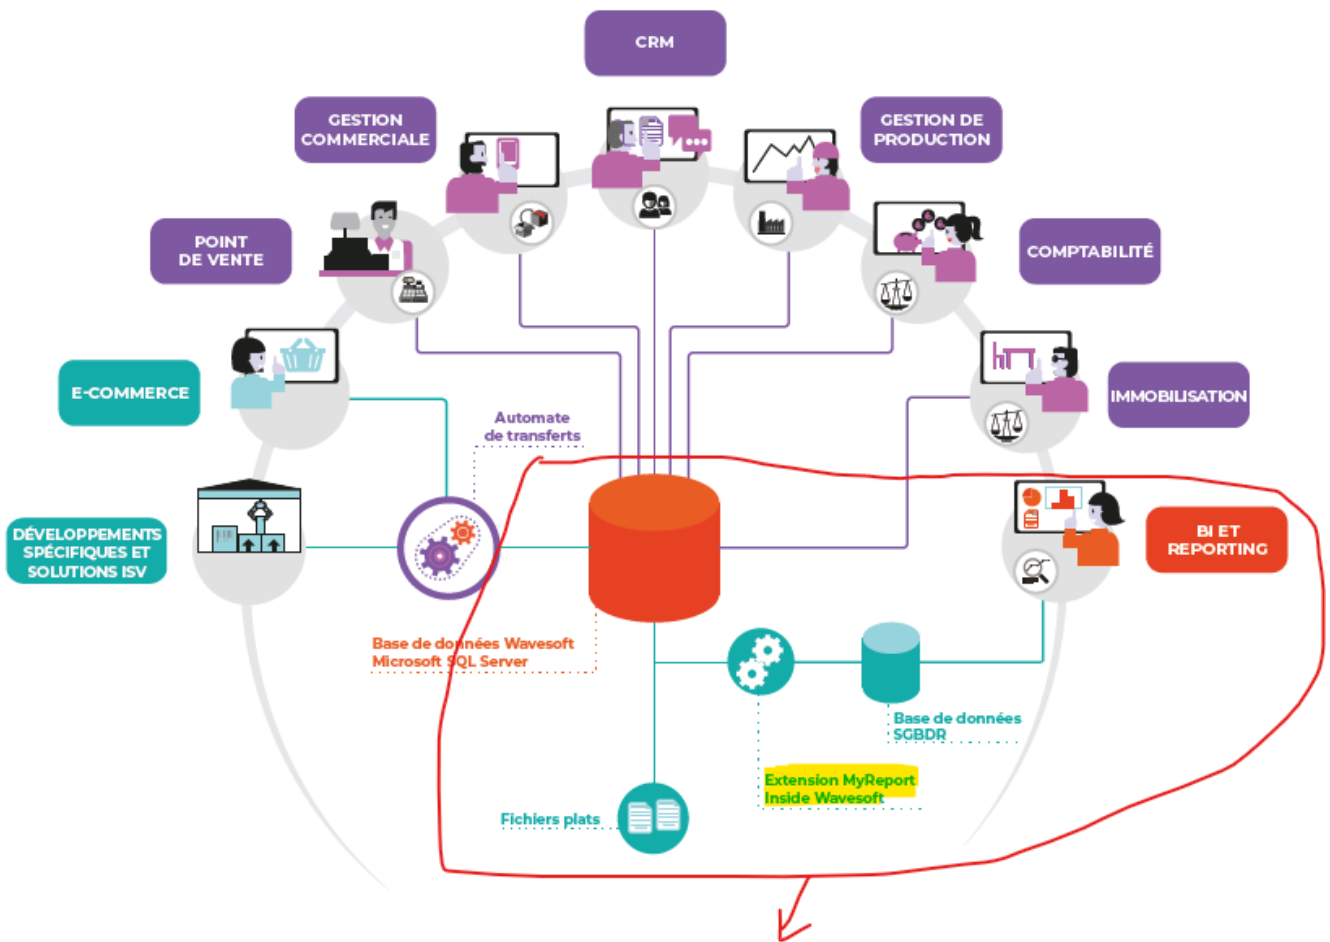 CRM
GESTION
COMMERCIALE
GESTION DE
PRODUCTION
POINT
DE VENTE
COMPTABILITÉ
E-COMMERCE
IMMOBILISATION
Automate
de transferts
DÉVELOPPEMENTS
SPÉCIFIQUES ET
SOLUTIONS ISV
BI ET
REPORTING
Base de données Wavesoft
Microsoft SQL Server
Base de données
SGBDR
Extension MyReport
Inside Wavesoft
Fichiers plats